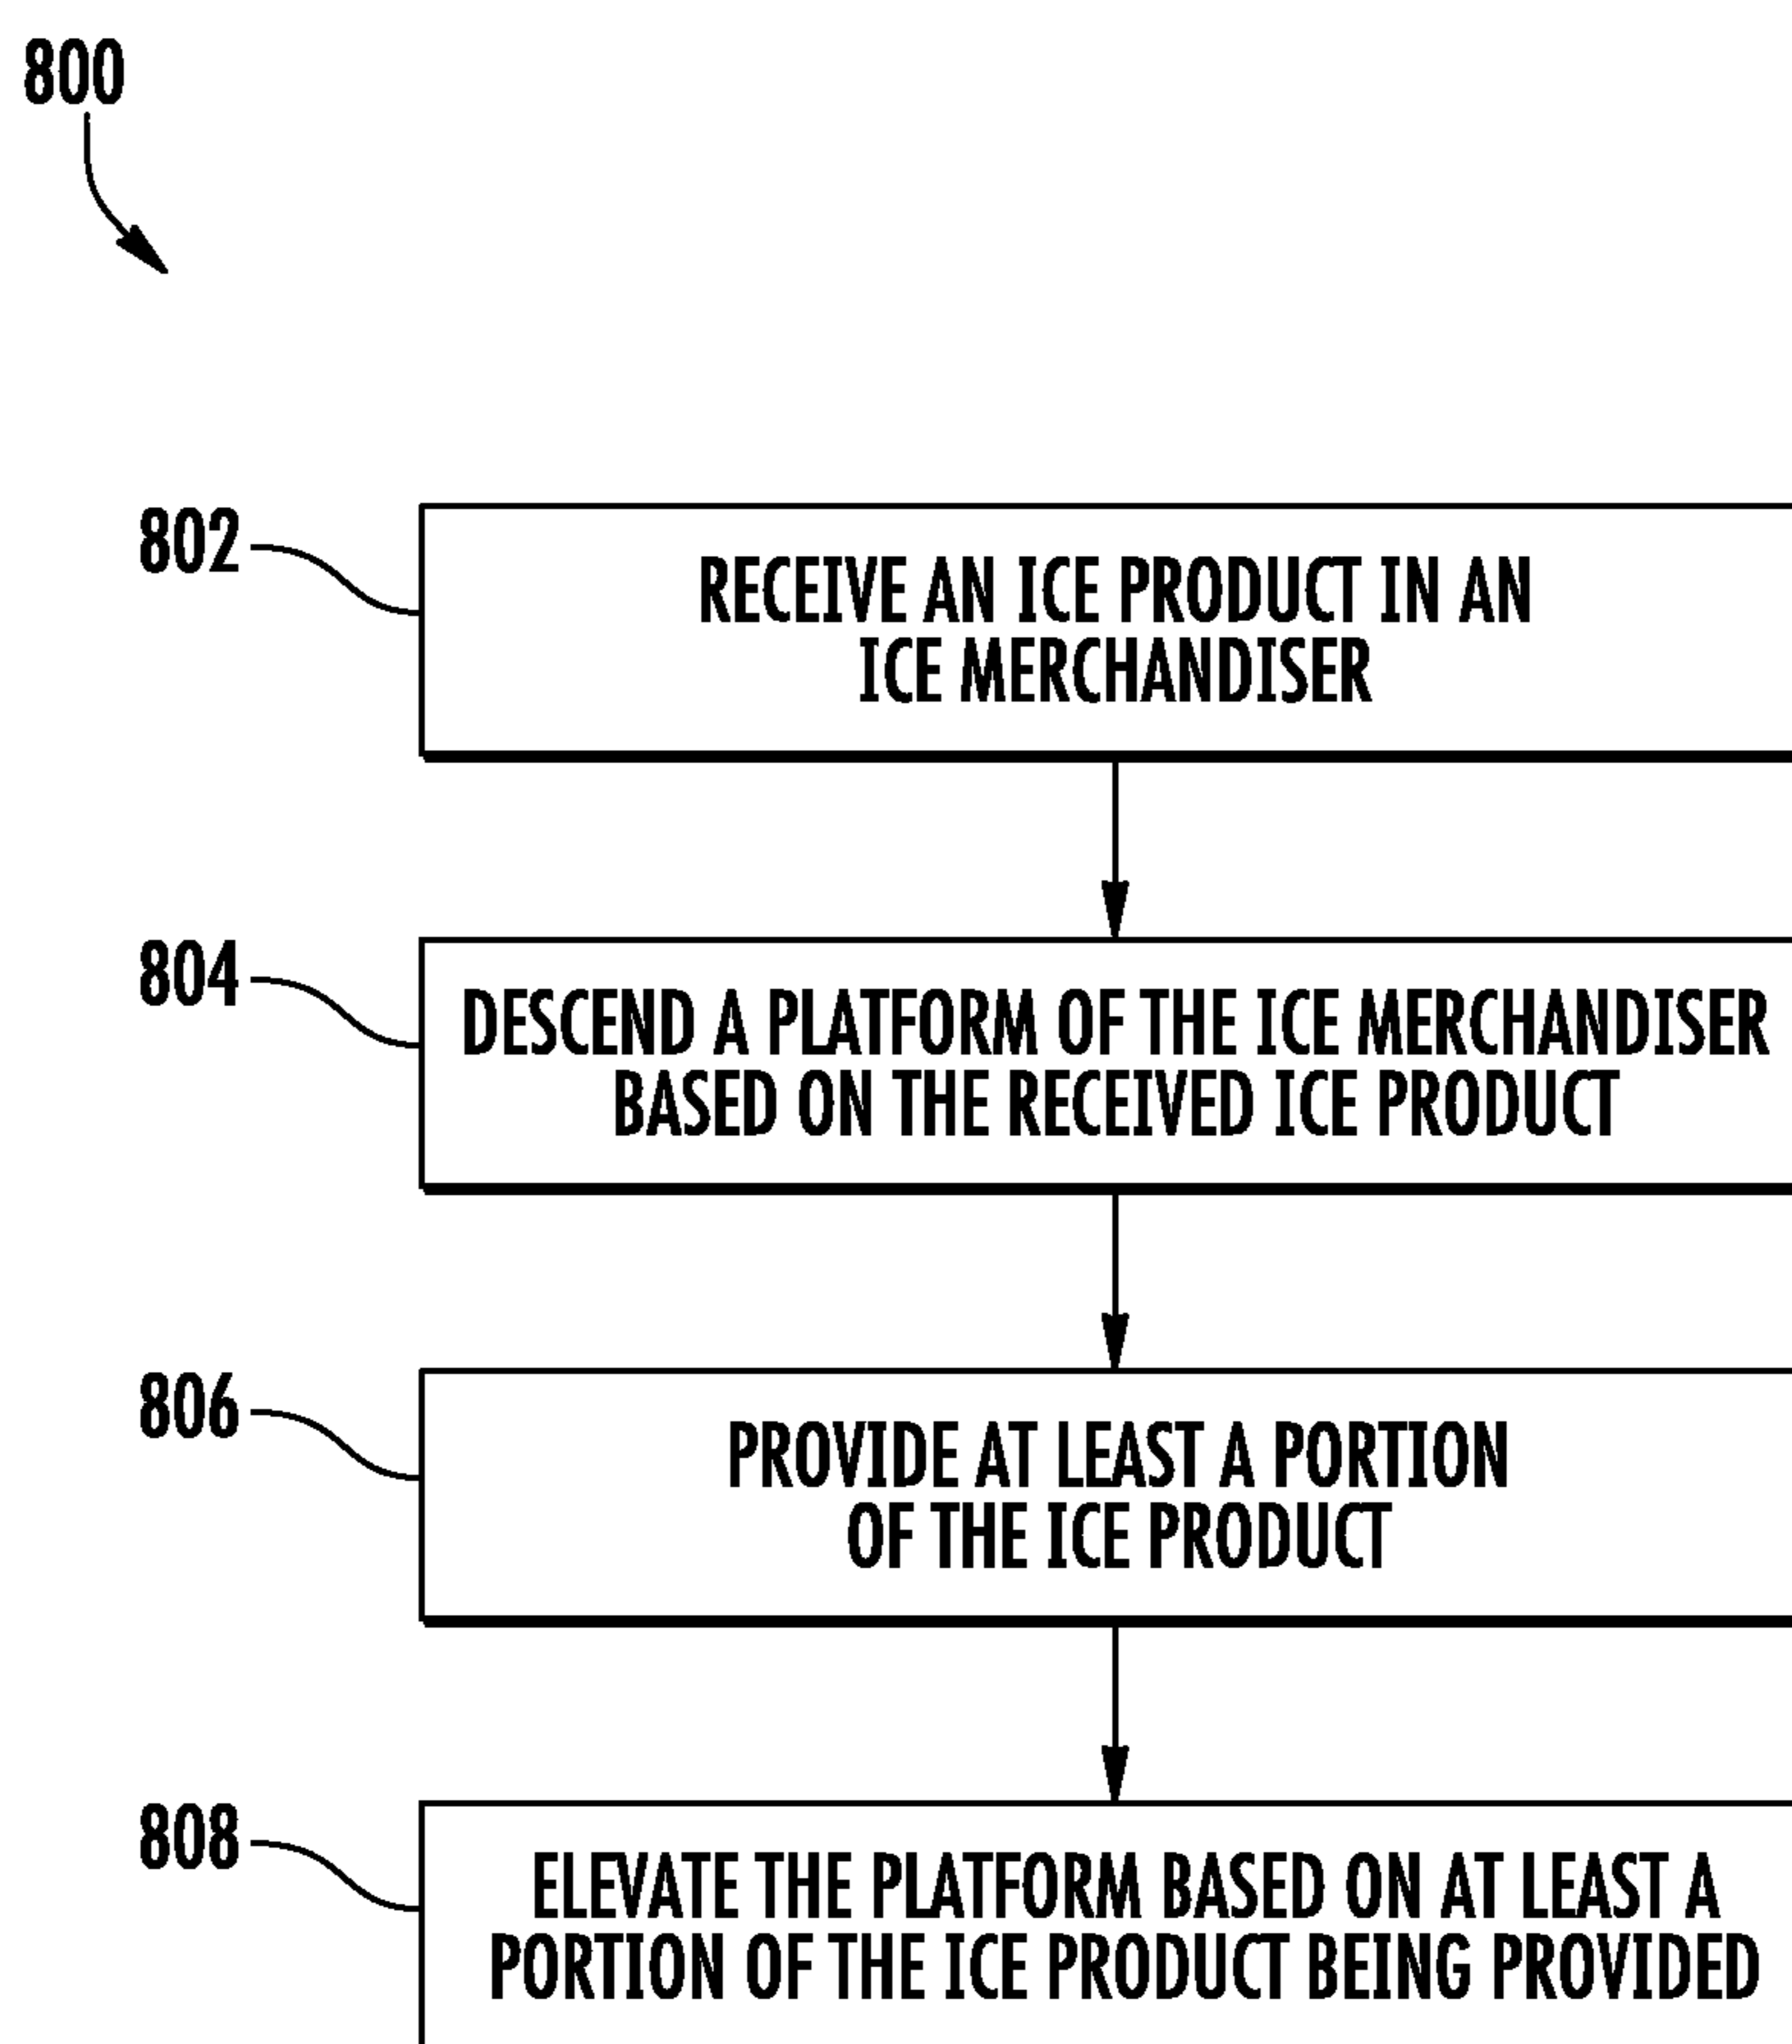 800
802
RECEIVE AN ICE PRODUCT IN AN
ICE MERCHANDISER
804
DESCEND A PLATFORM OF THE ICE MERCHANDISER
BASED ON THE RECEIVED ICE PRODUCT
806
PROVIDE AT LEAST A PORTION
OF THE ICE PRODUCT
808
ELEVATE THE PLATFORM BASED ON AT LEAST A
PORTION OF THE ICE PRODUCT BEING PROVIDED